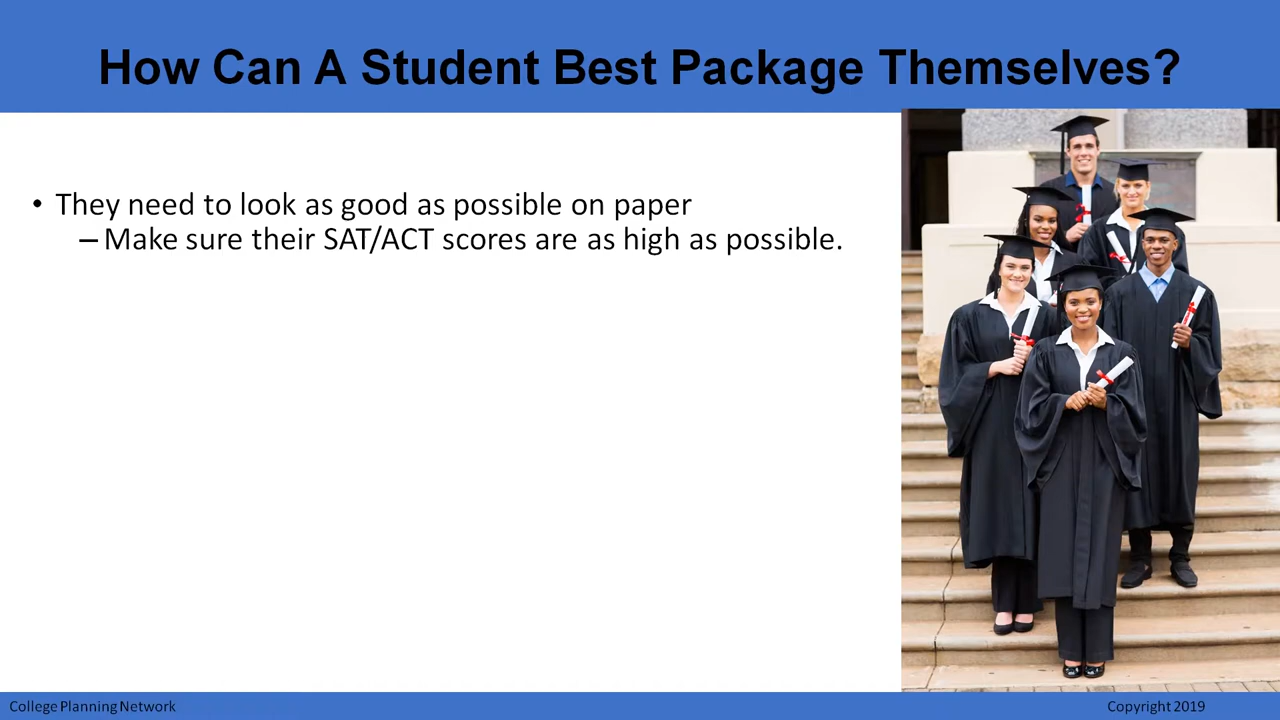 How Can A Student Best Package Themselves?
• They need to look as good as possible on paper
– Make sure their SAT/ACT scores are as high as possible.
College Planning Network
Copyright 2019